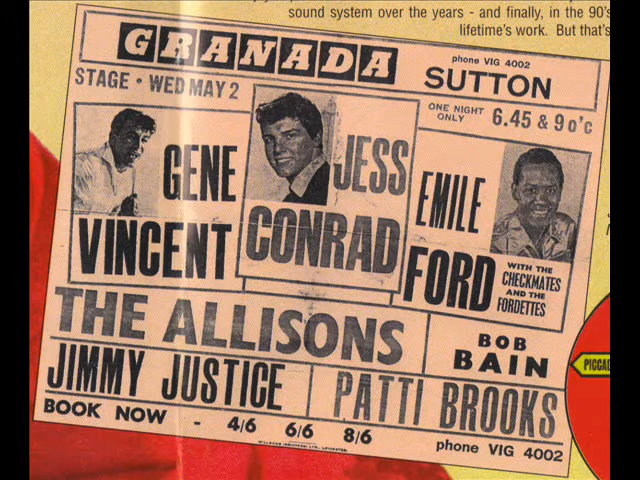 sound system over the years - and finally, in the 90's
lifetime's work. But that's
GRANADA
phone VIG 4002
SUTTON
STAGE • WED MAY 2
ONE NIGHT
ONLY
6.45 & 9 o'c
GENE
VINCENT
JESS
CONRAD
EMILE
FORD
WITH THE
CHECKMATES
AND THE
FORDETTES
THE ALLISONS
BOB
BAIN
JIMMY JUSTICE
PATTI BROOKS
BOOK NOW - 4/6 6/6 8/6
phone VIG 4002
PICCAD